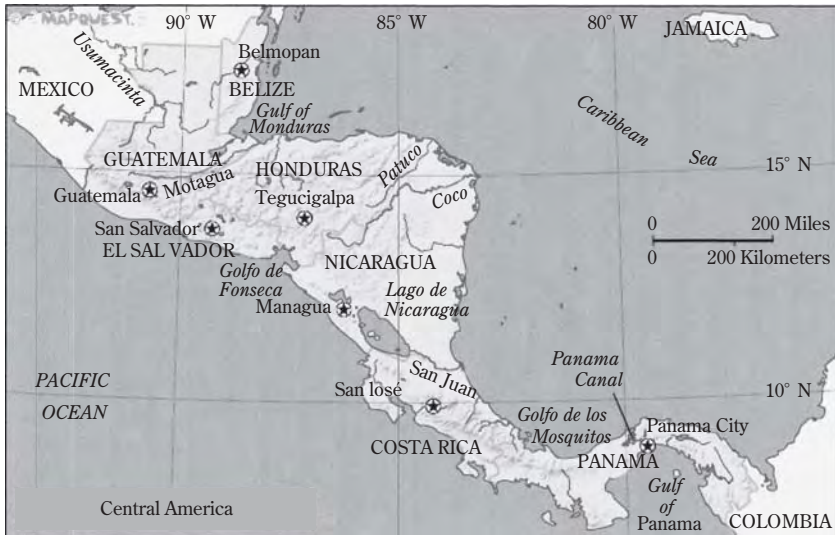 © MAPQUEST.
90° W
85° W
80° W
JAMAICA
Belmopan
Usumacinta
MEXICO
BELIZE
Gulf of
Monduras
Caribbean
Sea
GUATEMALA
HONDURAS
Patuco
15° N
Guatemala
Motagua
Tegucigalpa
Coco
San Salvador
EL SAL VADOR
0 200 Miles
0 200 Kilometers
Golfo de
Fonseca
NICARAGUA
Managua
Lago de
Nicaragua
PACIFIC
OCEAN
San losé
San Juan
Panama
Canal
10° N
Golfo de los
Mosquitos
Panama City
COSTA RICA
PANAMA
Gulf
of
Panama
Central America
COLOMBIA